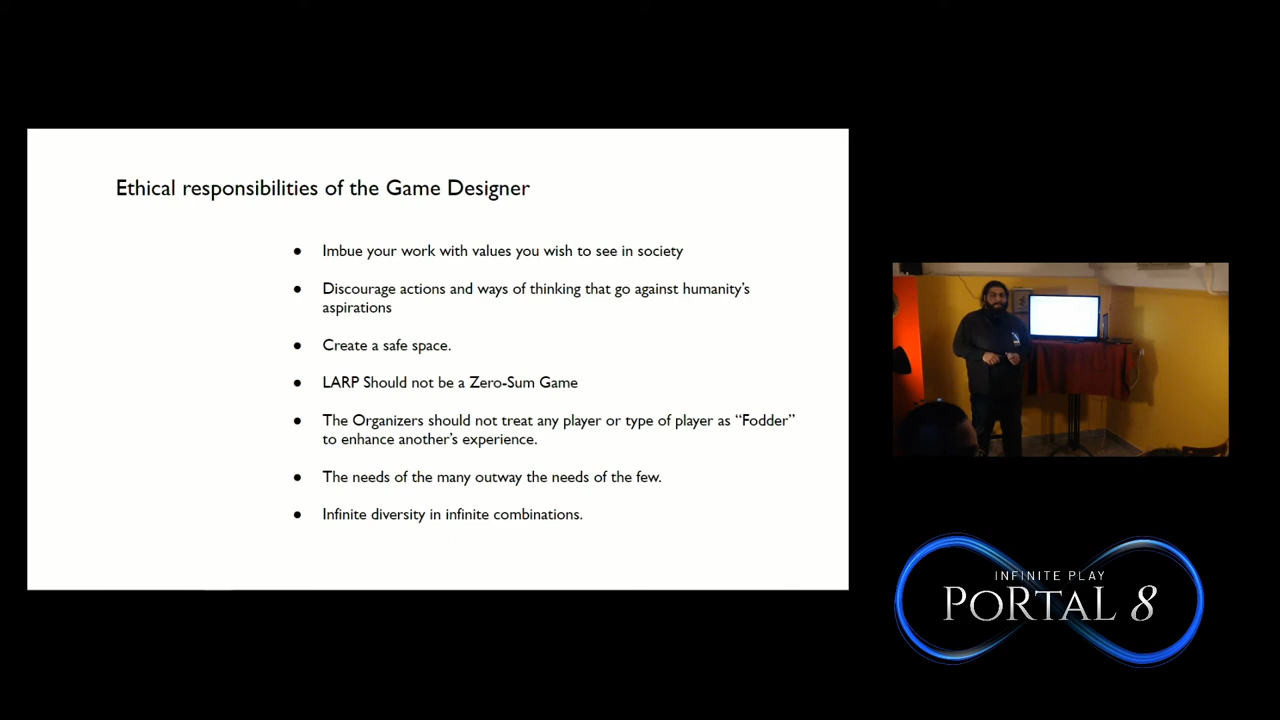 Ethical responsibilities of the Game Designer
● Imbue your work with values you wish to see in society
● Discourage actions and ways of thinking that go against humanity's
aspirations
● Create a safe space.
● LARP Should not be a Zero-Sum Game
● The Organizers should not treat any player or type of player as “Fodder”
to enhance another's experience.
● The needs of the many outway the needs of the few.
● Infinite diversity in infinite combinations.
INFINITE PLAY
PORTAL 8